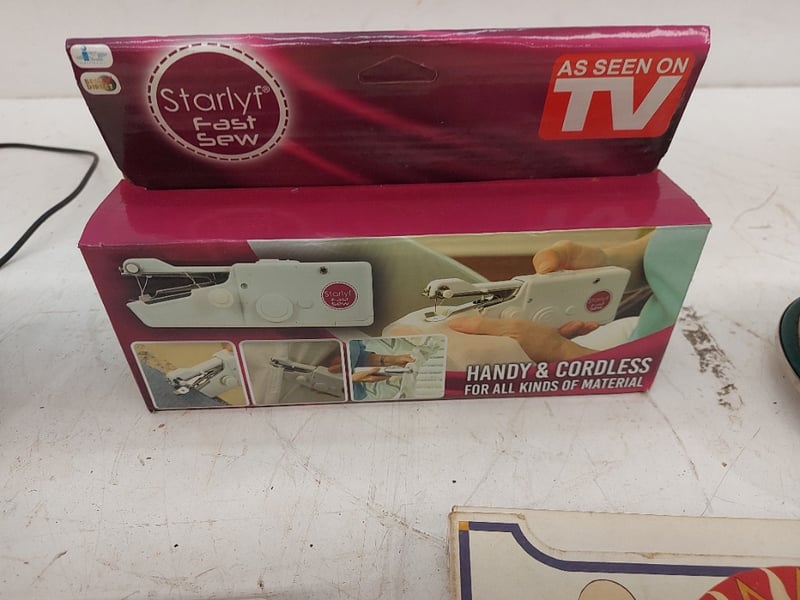 Starlyf®
Fast
Sew
AS SEEN ON
TV
Starlyf
Fast
Sew
HANDY & CORDLESS
FOR ALL KINDS OF MATERIAL